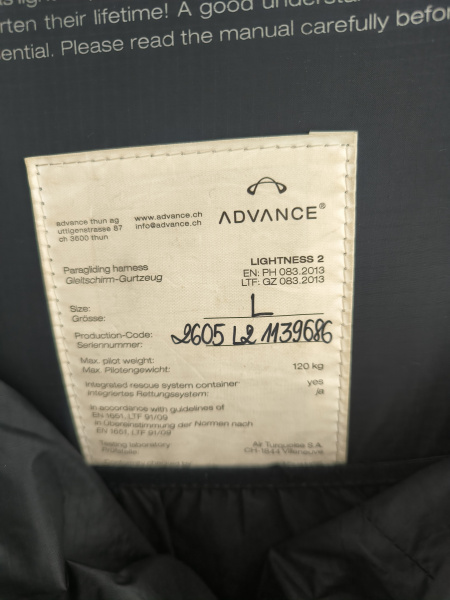 rten their lifetime! A good understa
ential. Please read the manual carefully befor
ADVANCE®
advance thun ag
uttigenstrasse 87
ch 3600 thun
www.advance.ch
info@advance.ch
Paragliding harness
Gleitschirm-Gurtzeug
LIGHTNESS 2
EN: PH 083.2013
LTF: GZ 083.2013
Size:
Grösse:
L
Production-Code:
Seriennummer:
2605 L2 1139686
Max. pilot weight:
Max. Pilotengewicht:
120 kg
Integrated rescue system container
Integriertes Rettungssystem:
yes
ja
In accordance with guidelines of
EN 1651, LTF 91/09
In Übereinstimmung der Normen nach
EN 1651, LTF 91/09
Testing laboratory
Prüfstelle
Air Turquoise S.A.
CH-1844 Villeneuve